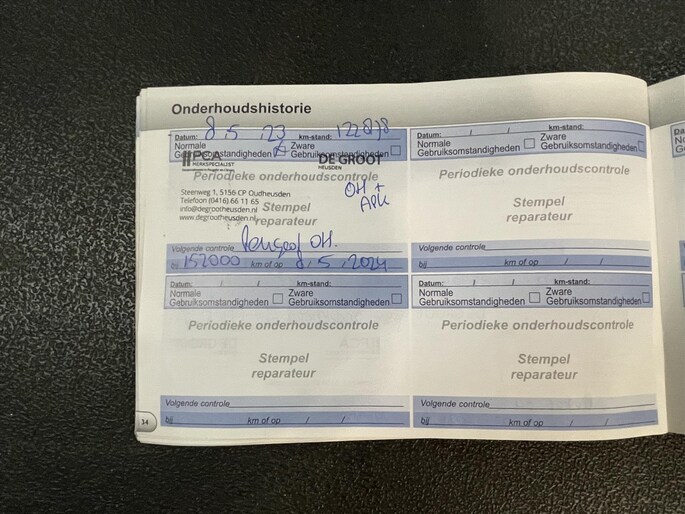 Onderhoudshistorie
Datum: 8 / 5 / 23 km-stand: 122878
Normale Gebruiksomstandigheden Zware Gebruiksomstandigheden
PCA DE GROOT
MERKSPECIALIST HEUSDEN
Periodieke onderhoudscontrole
Steenweg 1, 5156 CP Oudheusden
OH +
Telefoon (0416) 66 11 65
APK
info@degrootheusden.nl
Stempel
www.degrootheusden.nl
reparateur
Volgende controle Peugeot OH.
bij 152000 km of op 8 / 5 / 2024
Datum: / / km-stand:
Normale Gebruiksomstandigheden Zware Gebruiksomstandigheden
Periodieke onderhoudscontrole
Stempel
reparateur
Volgende controle
bij km of op / /
Datum: / / km-stand:
Normale Gebruiksomstandigheden Zware Gebruiksomstandigheden
Periodieke onderhoudscontrole
Stempel
reparateur
Volgende controle
bij km of op / /
Datum: / / km-stand:
Normale Gebruiksomstandigheden Zware Gebruiksomstandigheden
Periodieke onderhoudscontrole
Stempel
reparateur
Volgende controle
bij km of op / /
14